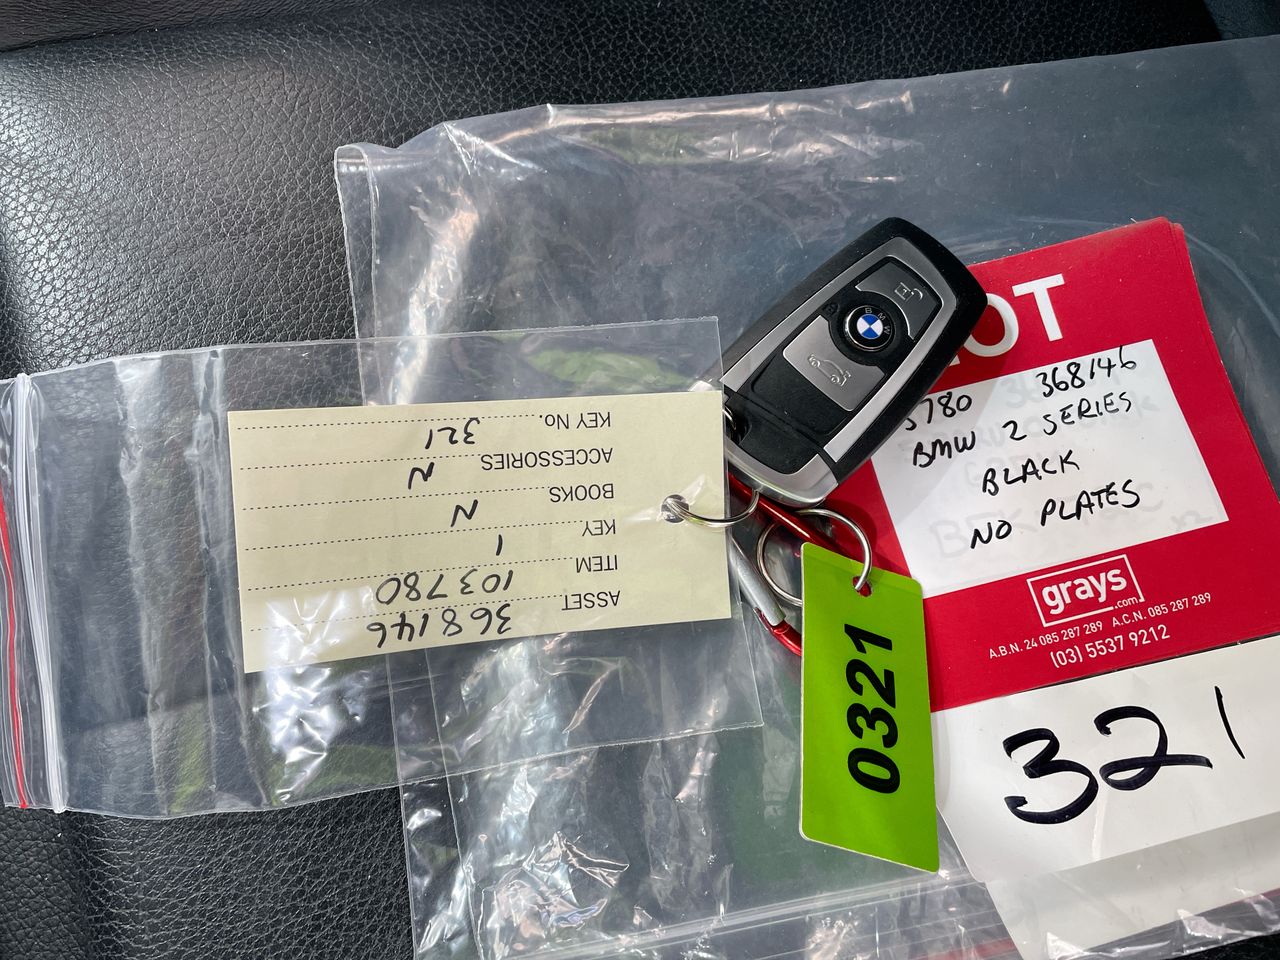 KEY No. 321
ACCESSORIES N
BOOKS N
KEY 1
ITEM 103780
ASSET 368146
BMW
OT
3780 368146
BMW 2 SERIES
BLACK
NO PLATES
grays
.com
A.B.N. 24 085 287 289 A.C.N. 085 287 289
(03) 5537 9212
0321
321